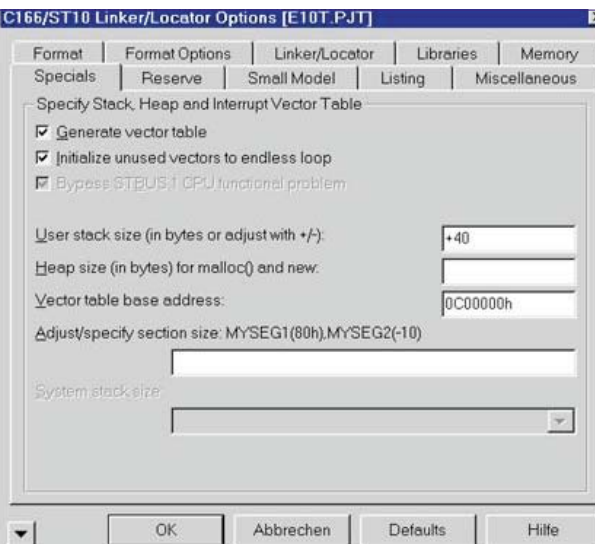 C166/ST10 Linker/Locator Options [E10T.PJT]
Format Format Options Linker/Locator Libraries Memory
Specials Reserve Small Model Listing Miscellaneous
Specify Stack, Heap and Interrupt Vector Table
Generate vector table
Initialize unused vectors to endless loop
Bypass STBUS.1 CPU functional problem
User stack size (in bytes or adjust with +/-): +40
Heap size (in bytes) for malloc() and new:
Vector table base address: 0C00000h
Adjust/specify section size: MYSEG1(80h),MYSEG2(-10)
System stack size
OK Abbrechen Defaults Hilfe